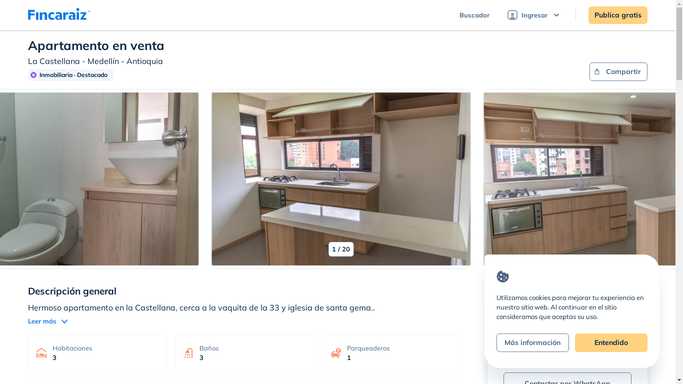 Fincaraiz
Buscador
Ingresar
Publica gratis
Apartamento en venta
La Castellana - Medellín - Antioquia
Inmobiliaria - Destacado
Compartir
1 / 20
Descripción general
Hermoso apartamento en la Castellana, cerca a la vaquita de la 33 y iglesia de santa gema..
Leer más
Habitaciones
3
Baños
3
Parqueaderos
1
Utilizamos cookies para mejorar tu experiencia en
nuestro sitio web. Al continuar en el sitio
consideramos que aceptas su uso.
Más información
Entendido
Contactar por WhatsApp